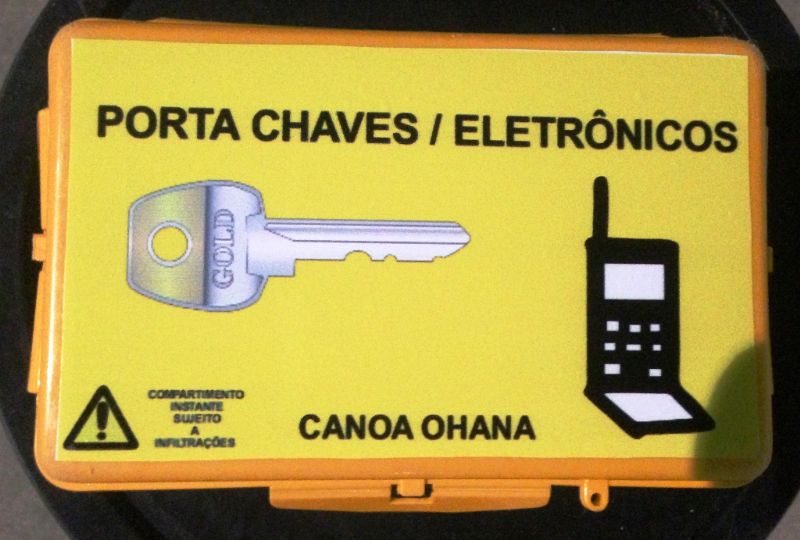 PORTA CHAVES / ELETRÔNICOS
GOLD
COMPARTIMENTO
INSTANTE
SUJEITO
A
INFILTRAÇÕES
CANOA OHANA